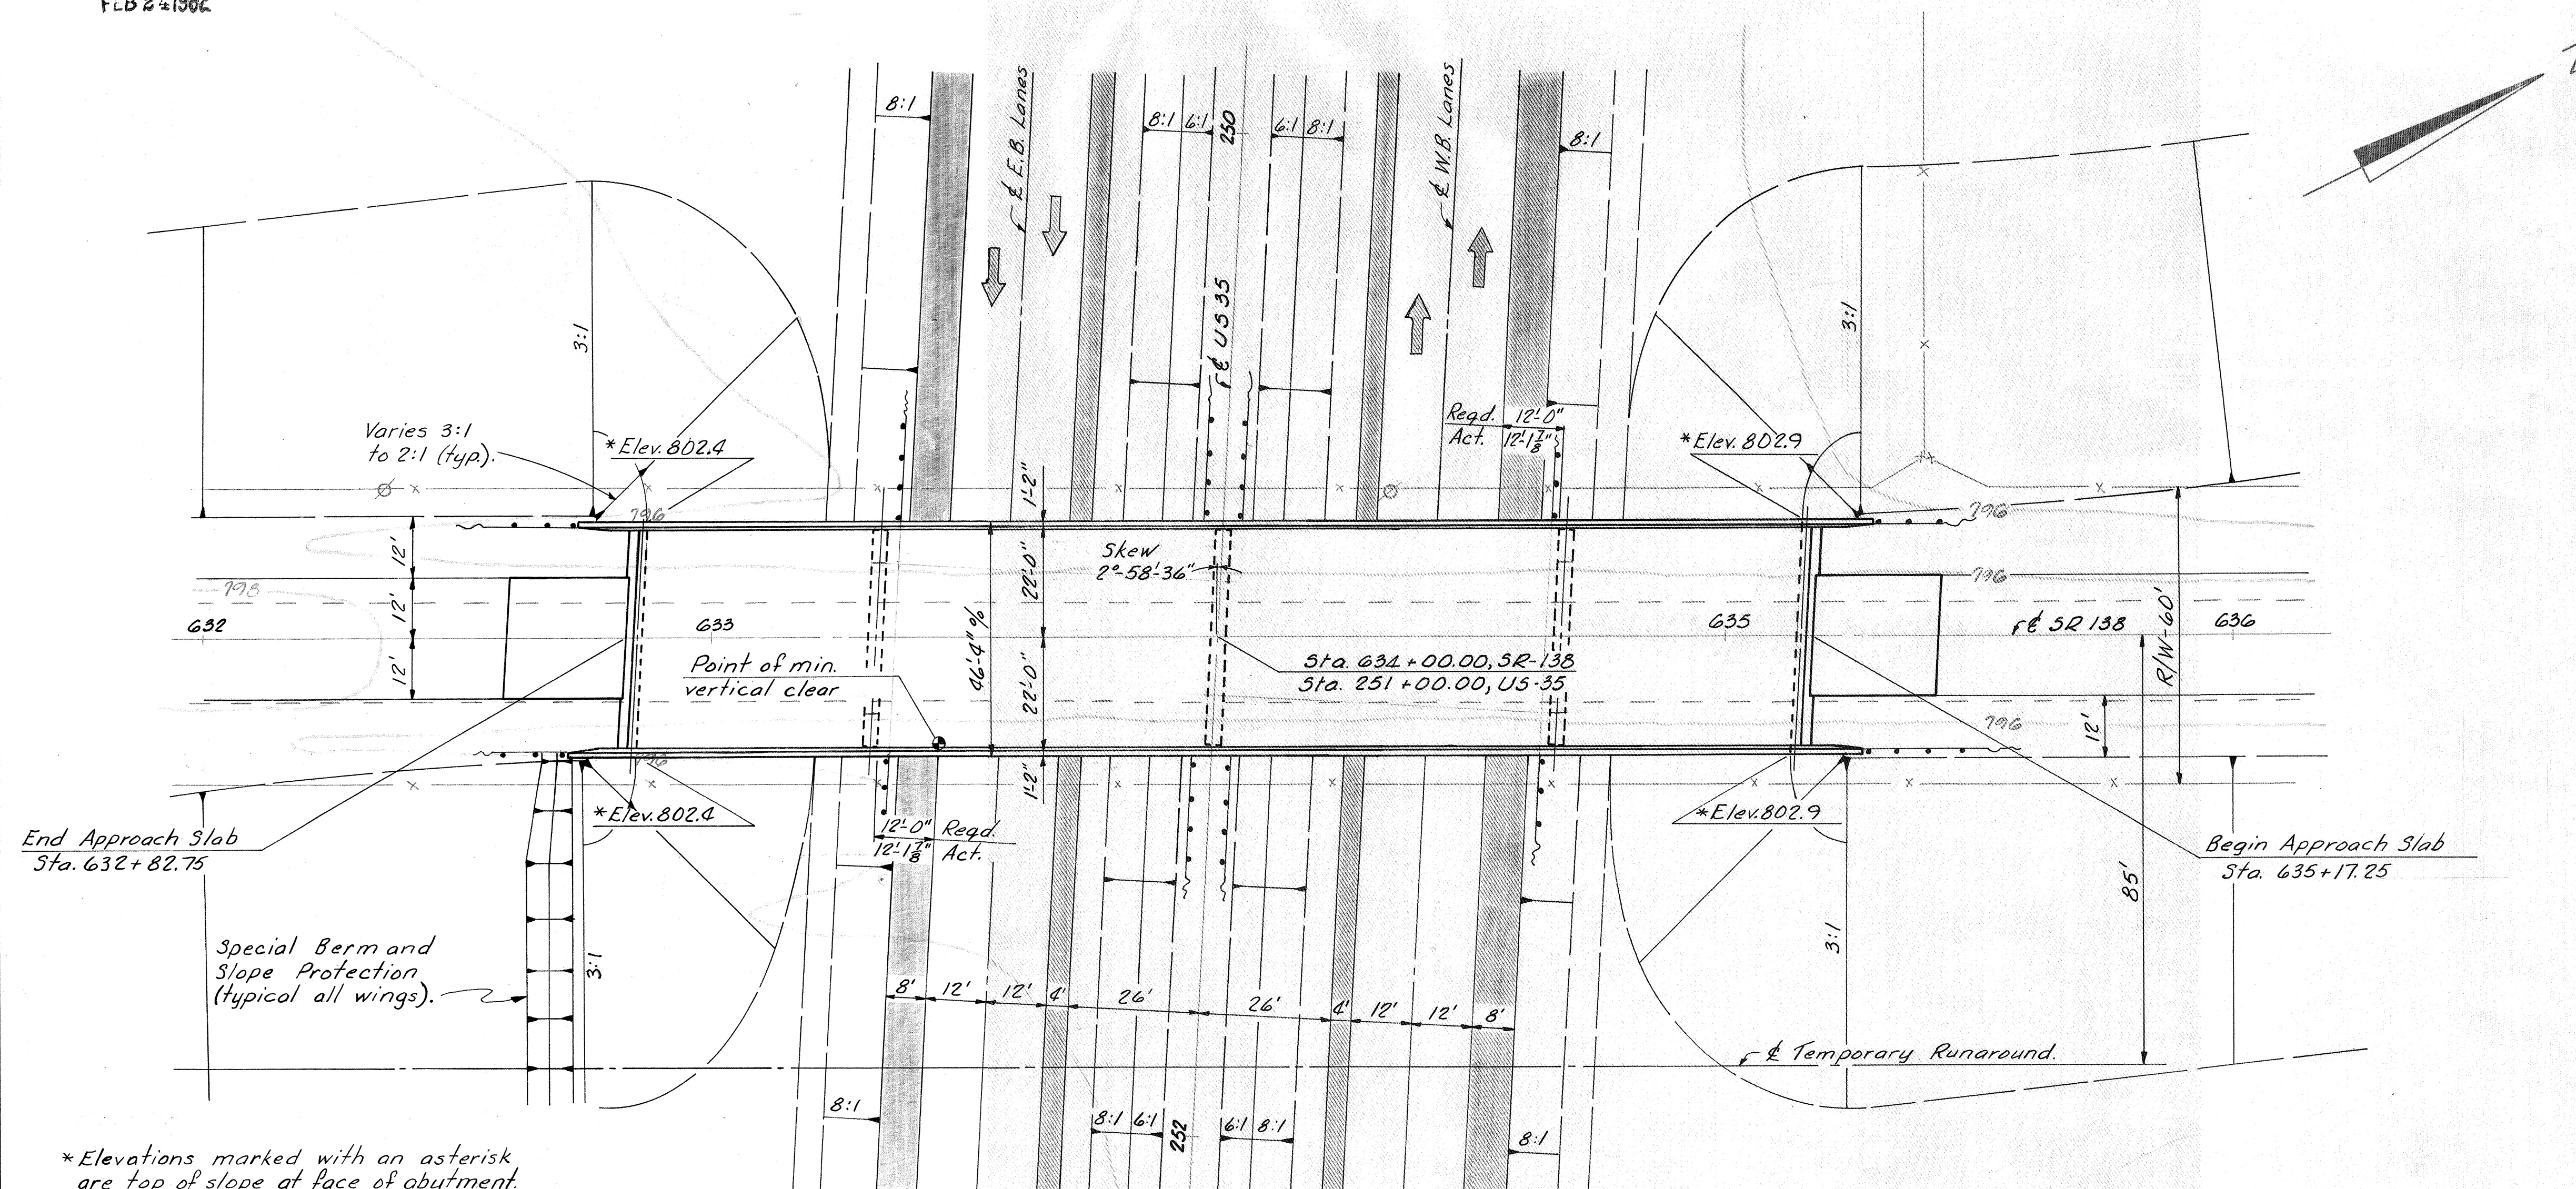 FEB 24 1962
8:1
℄ E.B. Lanes
8:1 6:1
250
6:1 8:1
℄ W.B. Lanes
8:1
3:1
℄ US 35
3:1
Varies 3:1
to 2:1 (typ.).
*Elev. 802.4
Reqd. 12'-0"
Act. 12'-1 7/8"
*Elev. 802.9
1'-2"
796
796
12'
Skew
2°-58'-36"
22'-0"
798
12'
796
632
633
46'-4" %
635
℄ SR 138
636
R/W-60'
12'
Point of min.
vertical clear
22'-0"
Sta. 634+00.00, SR-138
Sta. 251+00.00, US-35
796
12'
796
1'-2"
*Elev. 802.4
*Elev. 802.9
12'-0" Reqd.
12'-1 7/8" Act.
End Approach Slab
Sta. 632+82.75
Begin Approach Slab
Sta. 635+17.25
85'
Special Berm and
Slope Protection
(typical all wings).
3:1
3:1
8' 12' 12' 4' 26' 26' 4' 12' 12' 8'
℄ Temporary Runaround.
8:1
8:1 6:1
252
6:1 8:1
8:1
*Elevations marked with an asterisk
are top of slope at face of abutment.